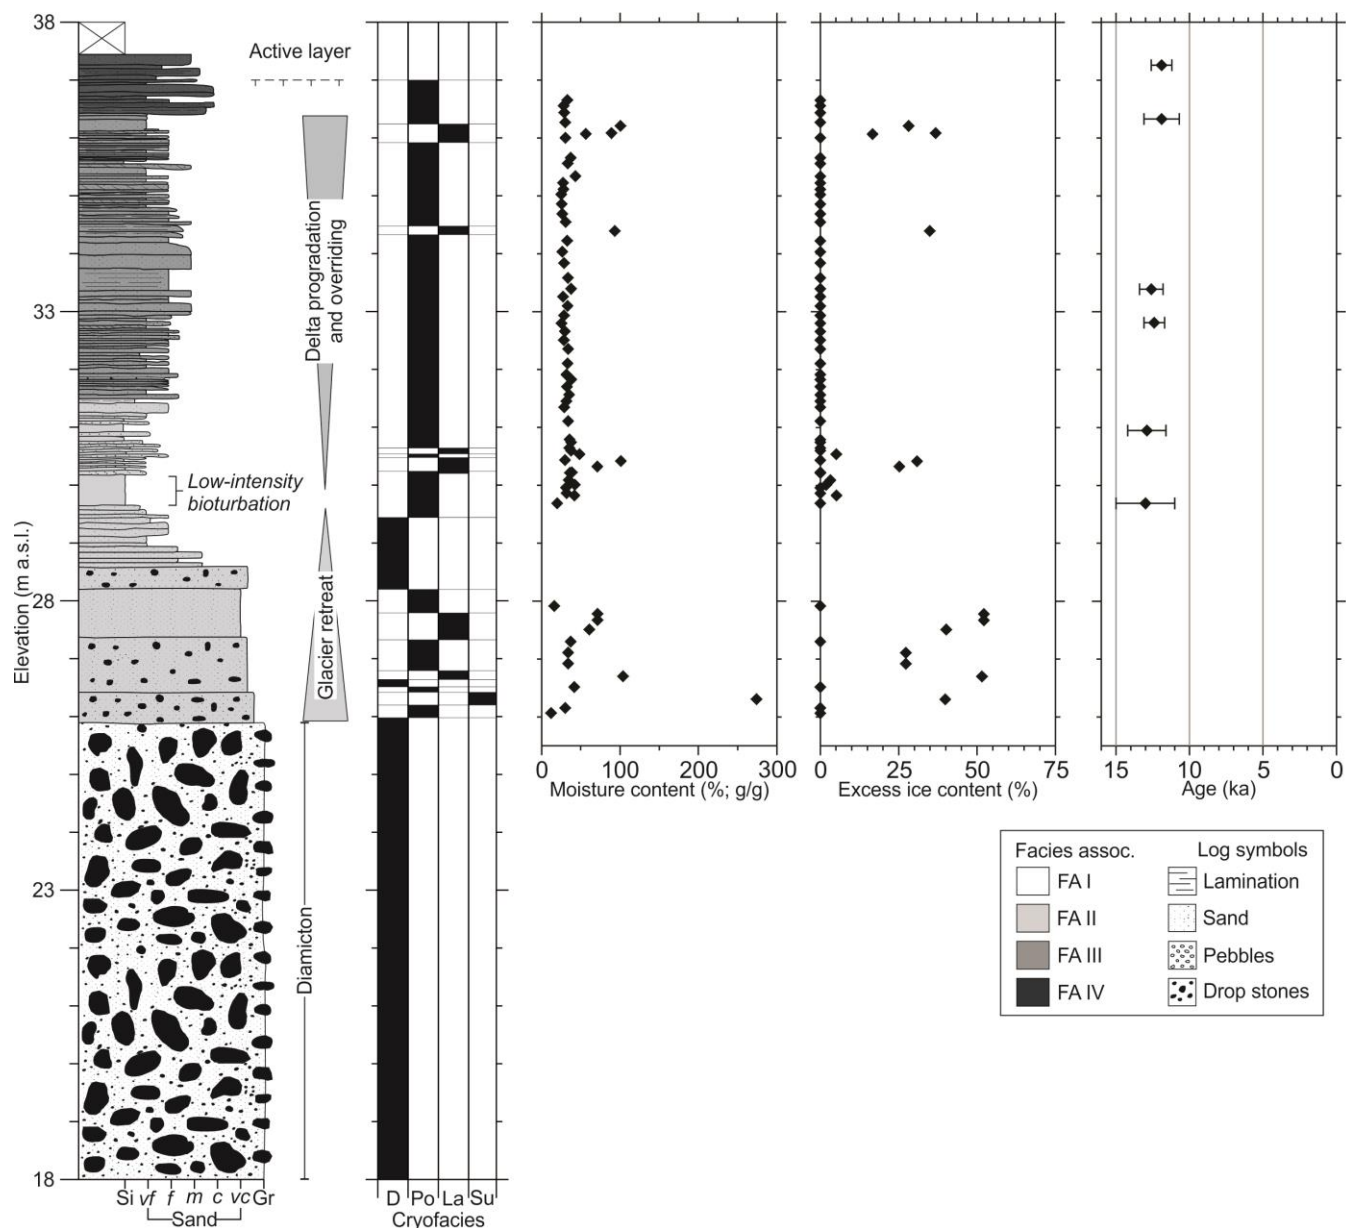 38
33
28
23
18
Elevation (m a.s.l.)
Active layer
Delta progradation
and overriding
Low-intensity
bioturbation
Glacier retreat
Diamicton
Si vf f m c vc Gr
Sand
D Po La Su
Cryofacies
0 100 300
Moisture content (%; g/g)
0 25 50 75
Excess ice content (%)
15 10 5 0
Age (ka)
Facies assoc.
FA I
FA II
FA III
FA IV
Log symbols
Lamination
Sand
Pebbles
Drop stones